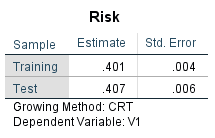 Risk
Sample Estimate Std. Error
Training .401 .004
Test .407 .006
Growing Method: CRT
Dependent Variable: V1